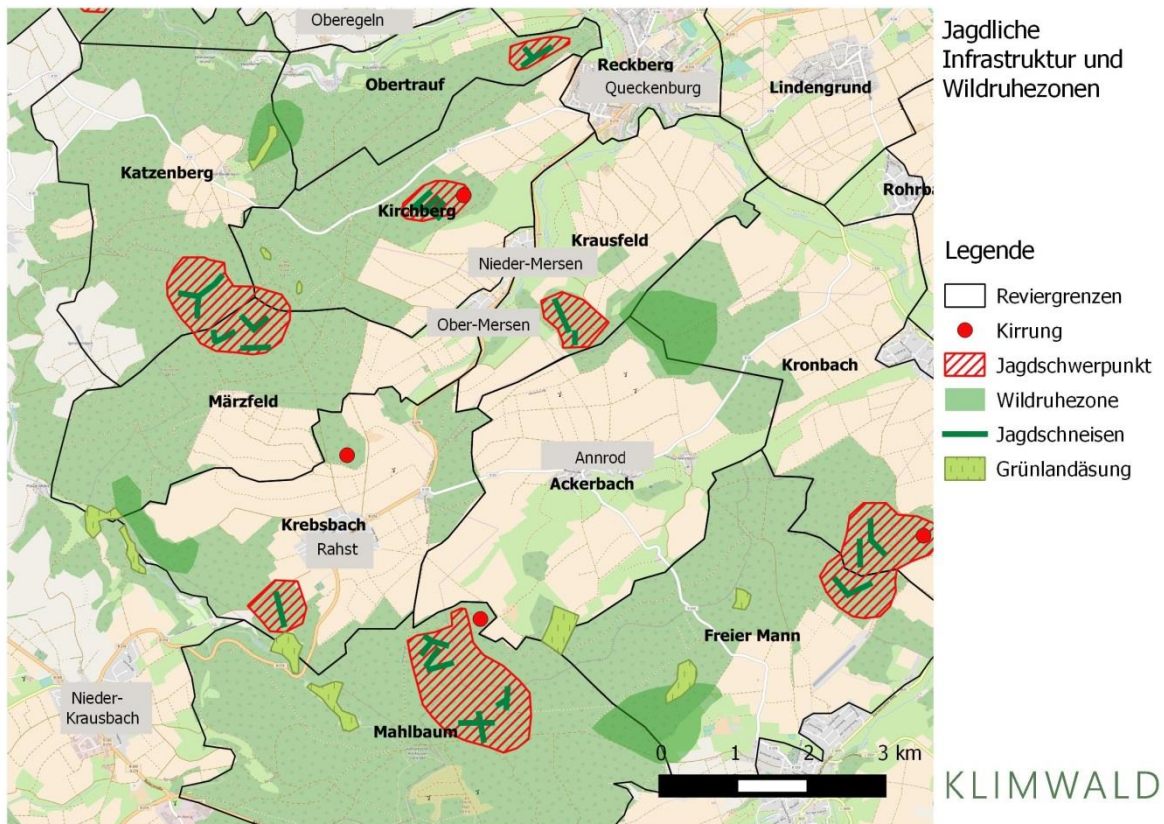 Jagdliche
Infrastruktur und
Wildruhezonen
Oberegeln
Obertrauf
Reckberg
Queckenburg
Lindengrund
Katzenberg
Kirchberg
Rohrba
Krausfeld
Nieder-Mersen
Ober-Mersen
Kronbach
Märzfeld
Annrod
Ackerbach
Krebsbach
Rahst
Freier Mann
Nieder-
Krausbach
Mahlbaum
0 1 2 3 km
Legende
Reviergrenzen
Kirrung
Jagdschwerpunkt
Wildruhezone
Jagdschneisen
Grünlandäsung
KLIMWALD